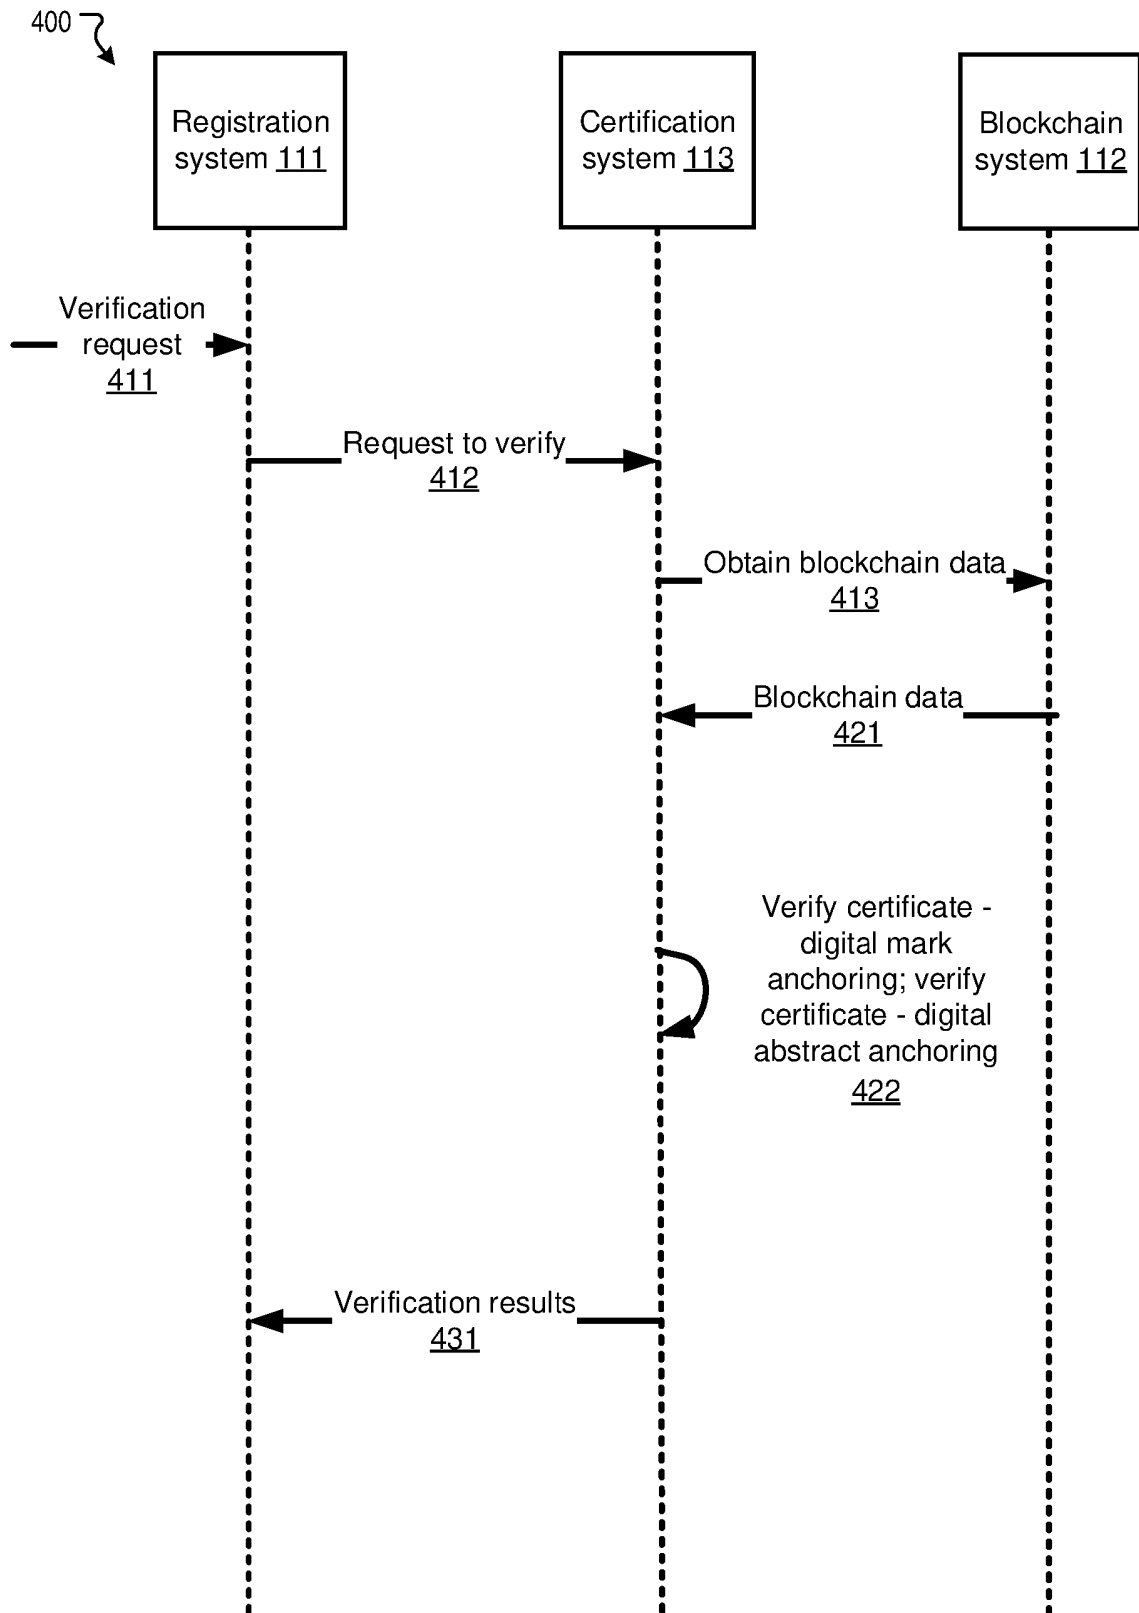 400
Registration
system 111
Certification
system 113
Blockchain
system 112
Verification
request
411
Request to verify
412
Obtain blockchain data
413
Blockchain data
421
Verify certificate -
digital mark
anchoring; verify
certificate - digital
abstract anchoring
422
Verification results
431